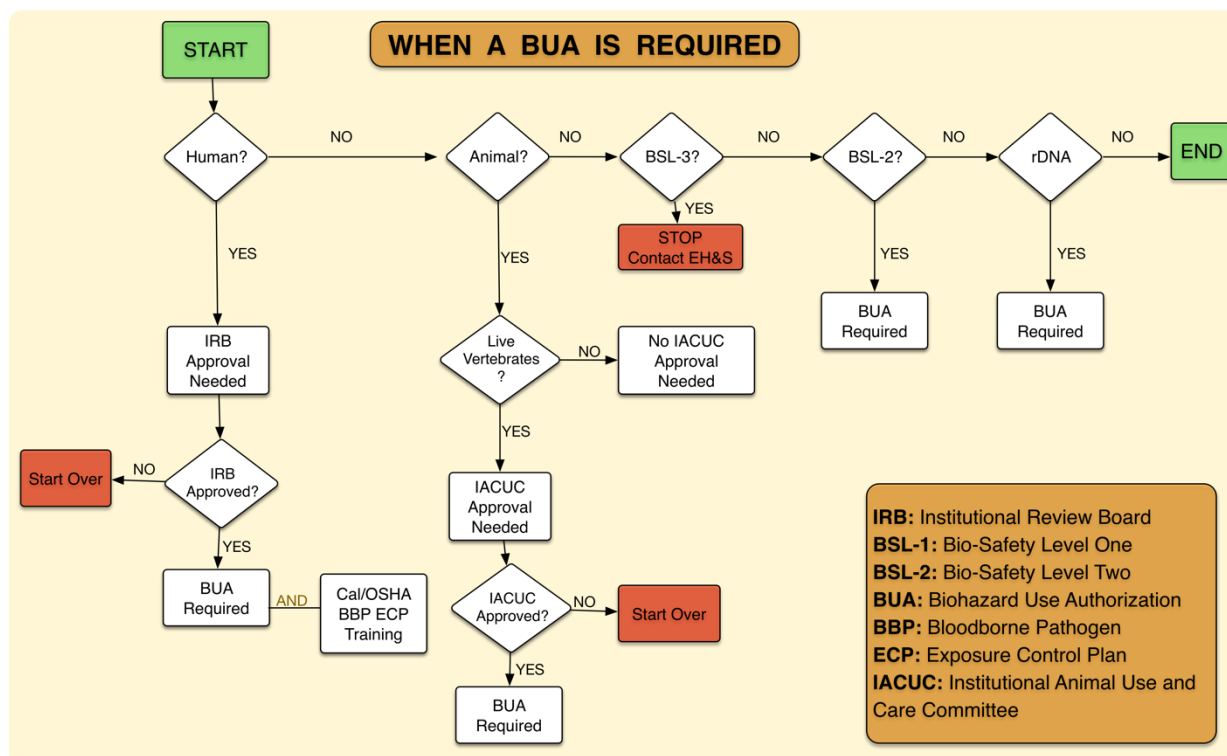 START
WHEN A BUA IS REQUIRED
Human?
NO
Animal?
NO
BSL-3?
NO
BSL-2?
NO
rDNA
NO
END
YES
YES
YES
YES
YES
STOP
Contact EH&S
BUA
Required
BUA
Required
IRB
Approval
Needed
Live
Vertebrates
?
NO
No IACUC
Approval
Needed
YES
IRB
Approved?
NO
Start Over
YES
BUA
Required
AND
Cal/OSHA
BBP ECP
Training
IACUC
Approval
Needed
IACUC
Approved?
NO
Start Over
YES
BUA
Required
IRB: Institutional Review Board
BSL-1: Bio-Safety Level One
BSL-2: Bio-Safety Level Two
BUA: Biohazard Use Authorization
BBP: Bloodborne Pathogen
ECP: Exposure Control Plan
IACUC: Institutional Animal Use and
Care Committee